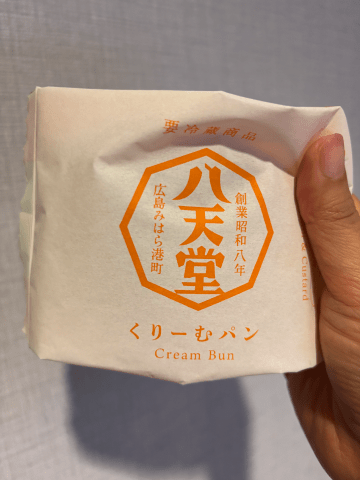 要冷蔵商品
創業昭和八年
八天堂
広島みはら港町
くりーむパン
Cream Bun
Custard